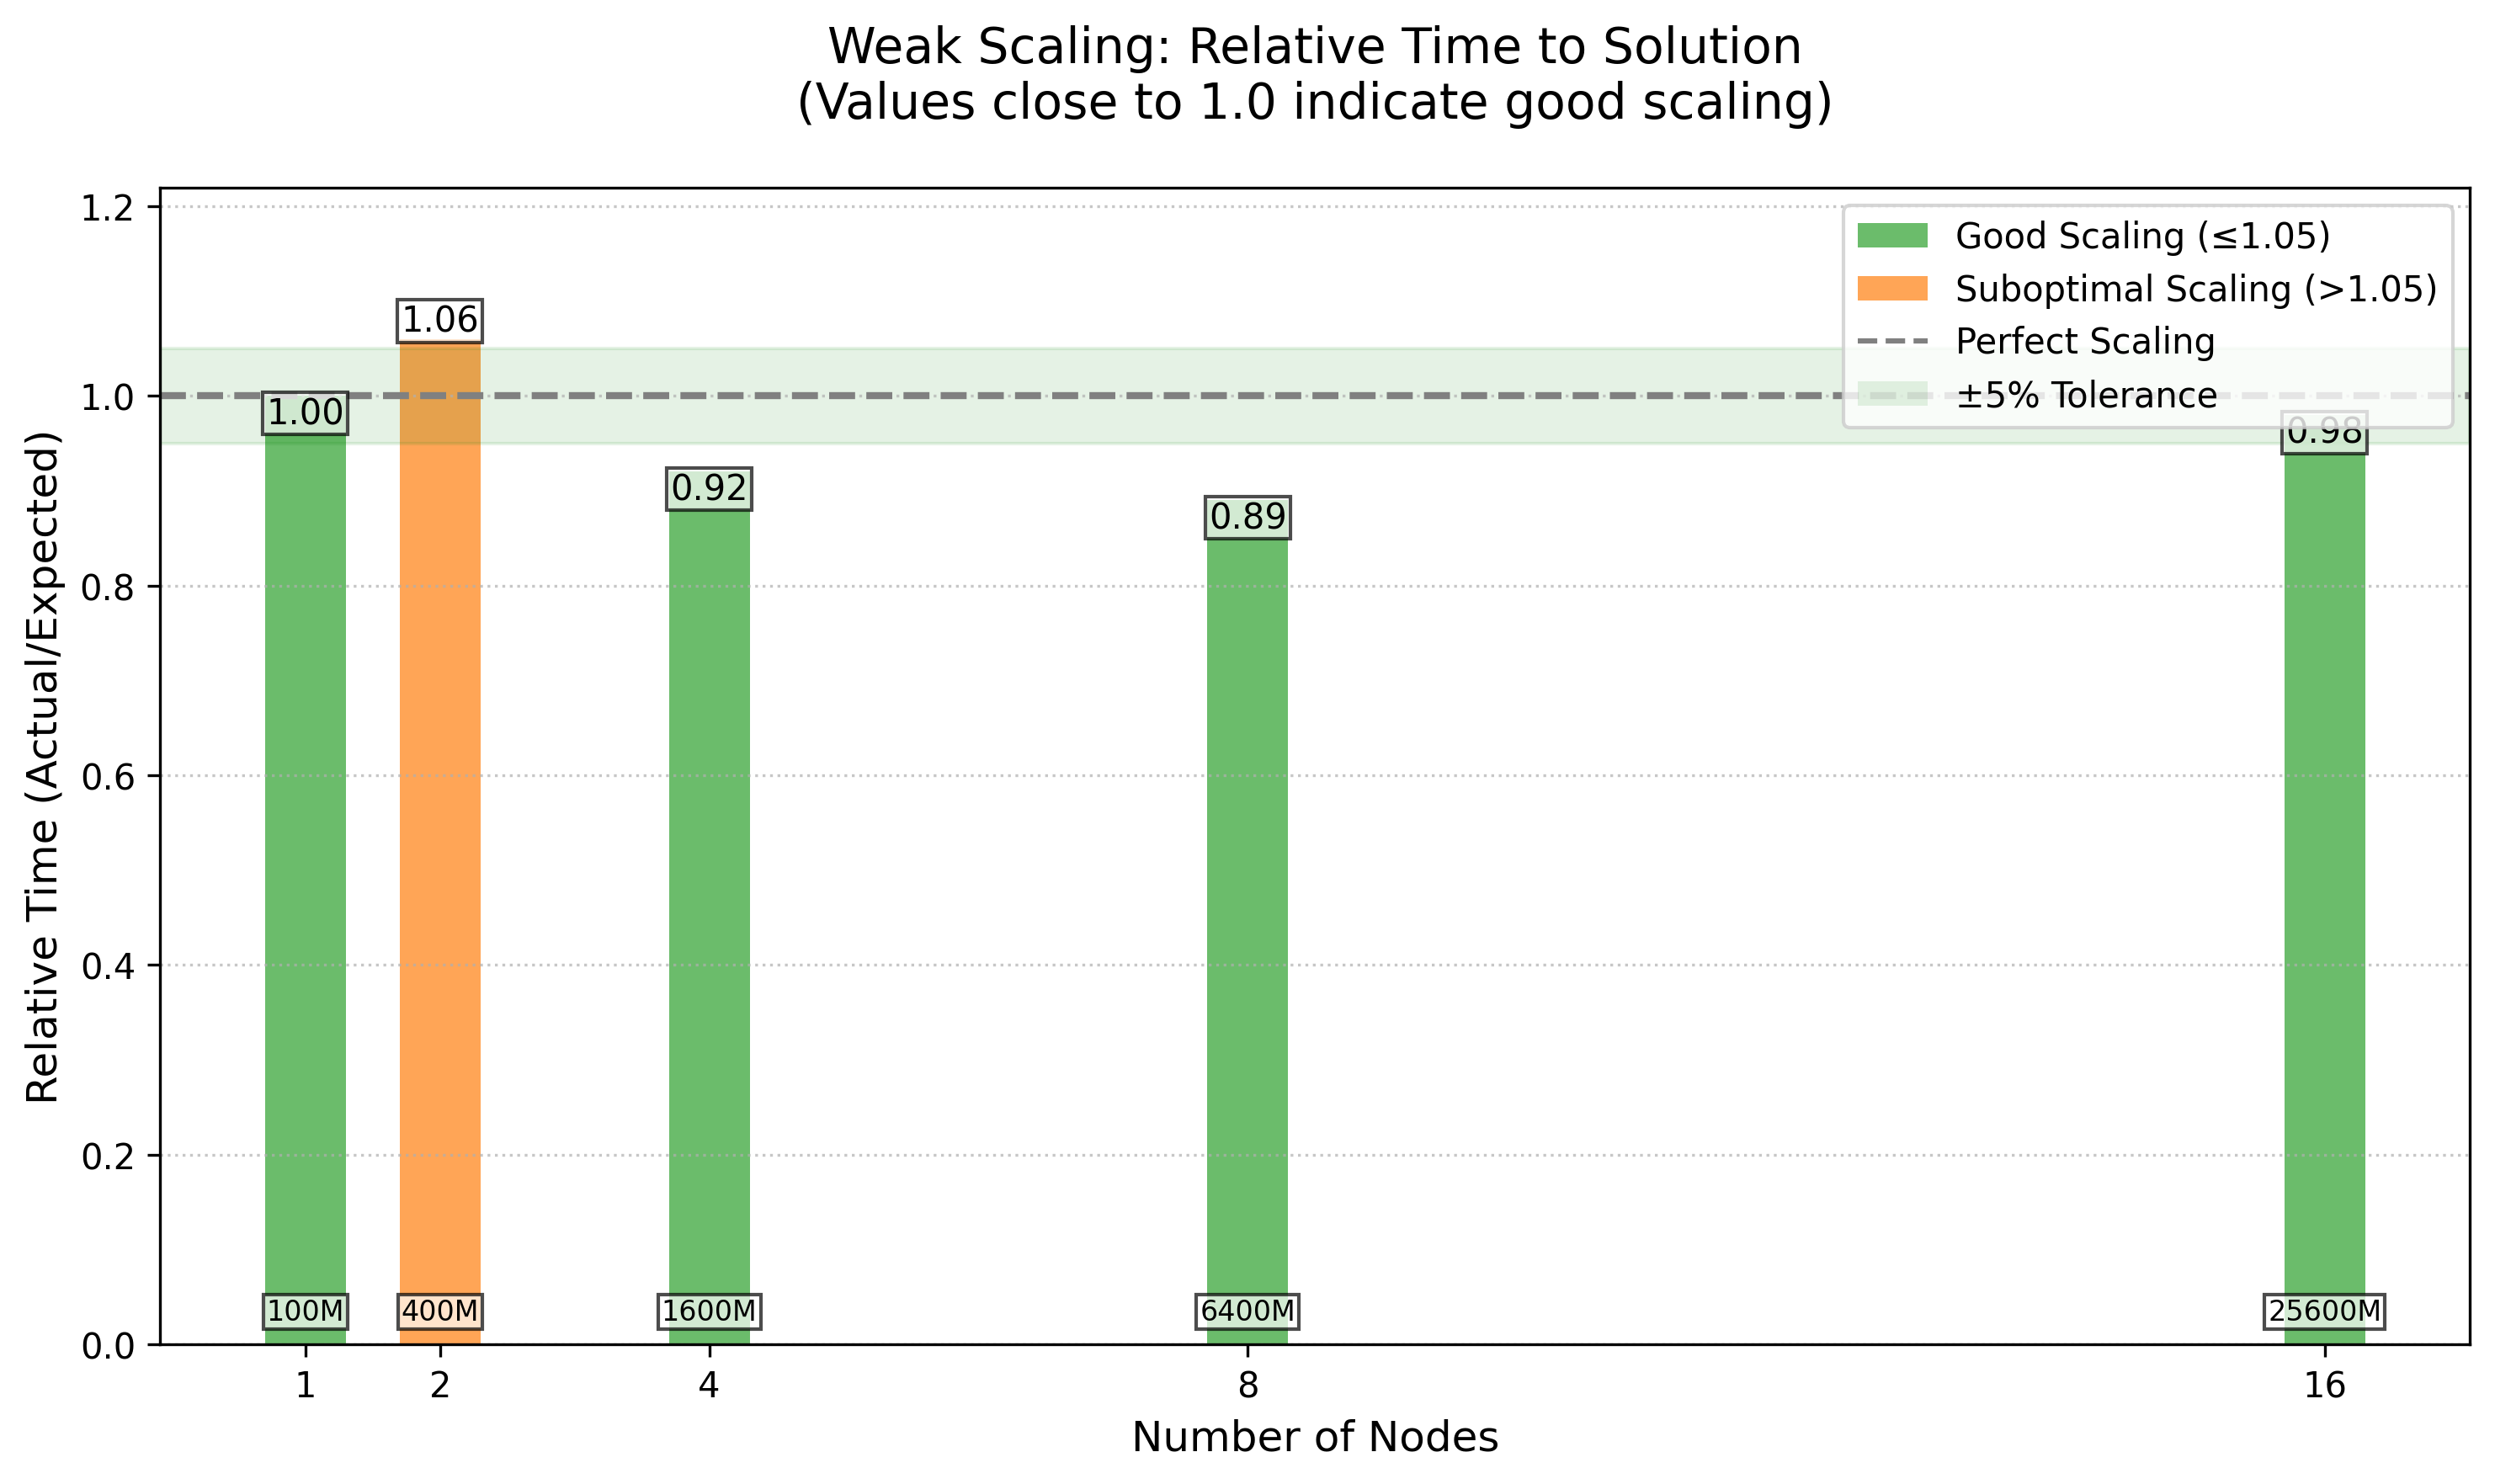 Weak Scaling: Relative Time to Solution
(Values close to 1.0 indicate good scaling)
Relative Time (Actual/Expected)
1.2
1.0
0.8
0.6
0.4
0.2
0.0
Good Scaling (≤1.05)
Suboptimal Scaling (>1.05)
Perfect Scaling
±5% Tolerance
1.00
1.06
0.92
0.89
0.98
100M
400M
1600M
6400M
25600M
1
2
4
8
16
Number of Nodes